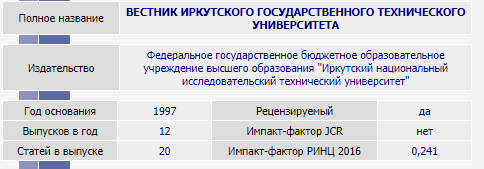 Полное название
ВЕСТНИК ИРКУТСКОГО ГОСУДАРСТВЕННОГО ТЕХНИЧЕСКОГО
УНИВЕРСИТЕТА
Издательство
Федеральное государственное бюджетное образовательное
учреждение высшего образования "Иркутский национальный
исследовательский технический университет"
Год основания 1997 Рецензируемый да
Выпусков в год 12 Импакт-фактор JCR нет
Статей в выпуске 20 Импакт-фактор РИНЦ 2016 0,241